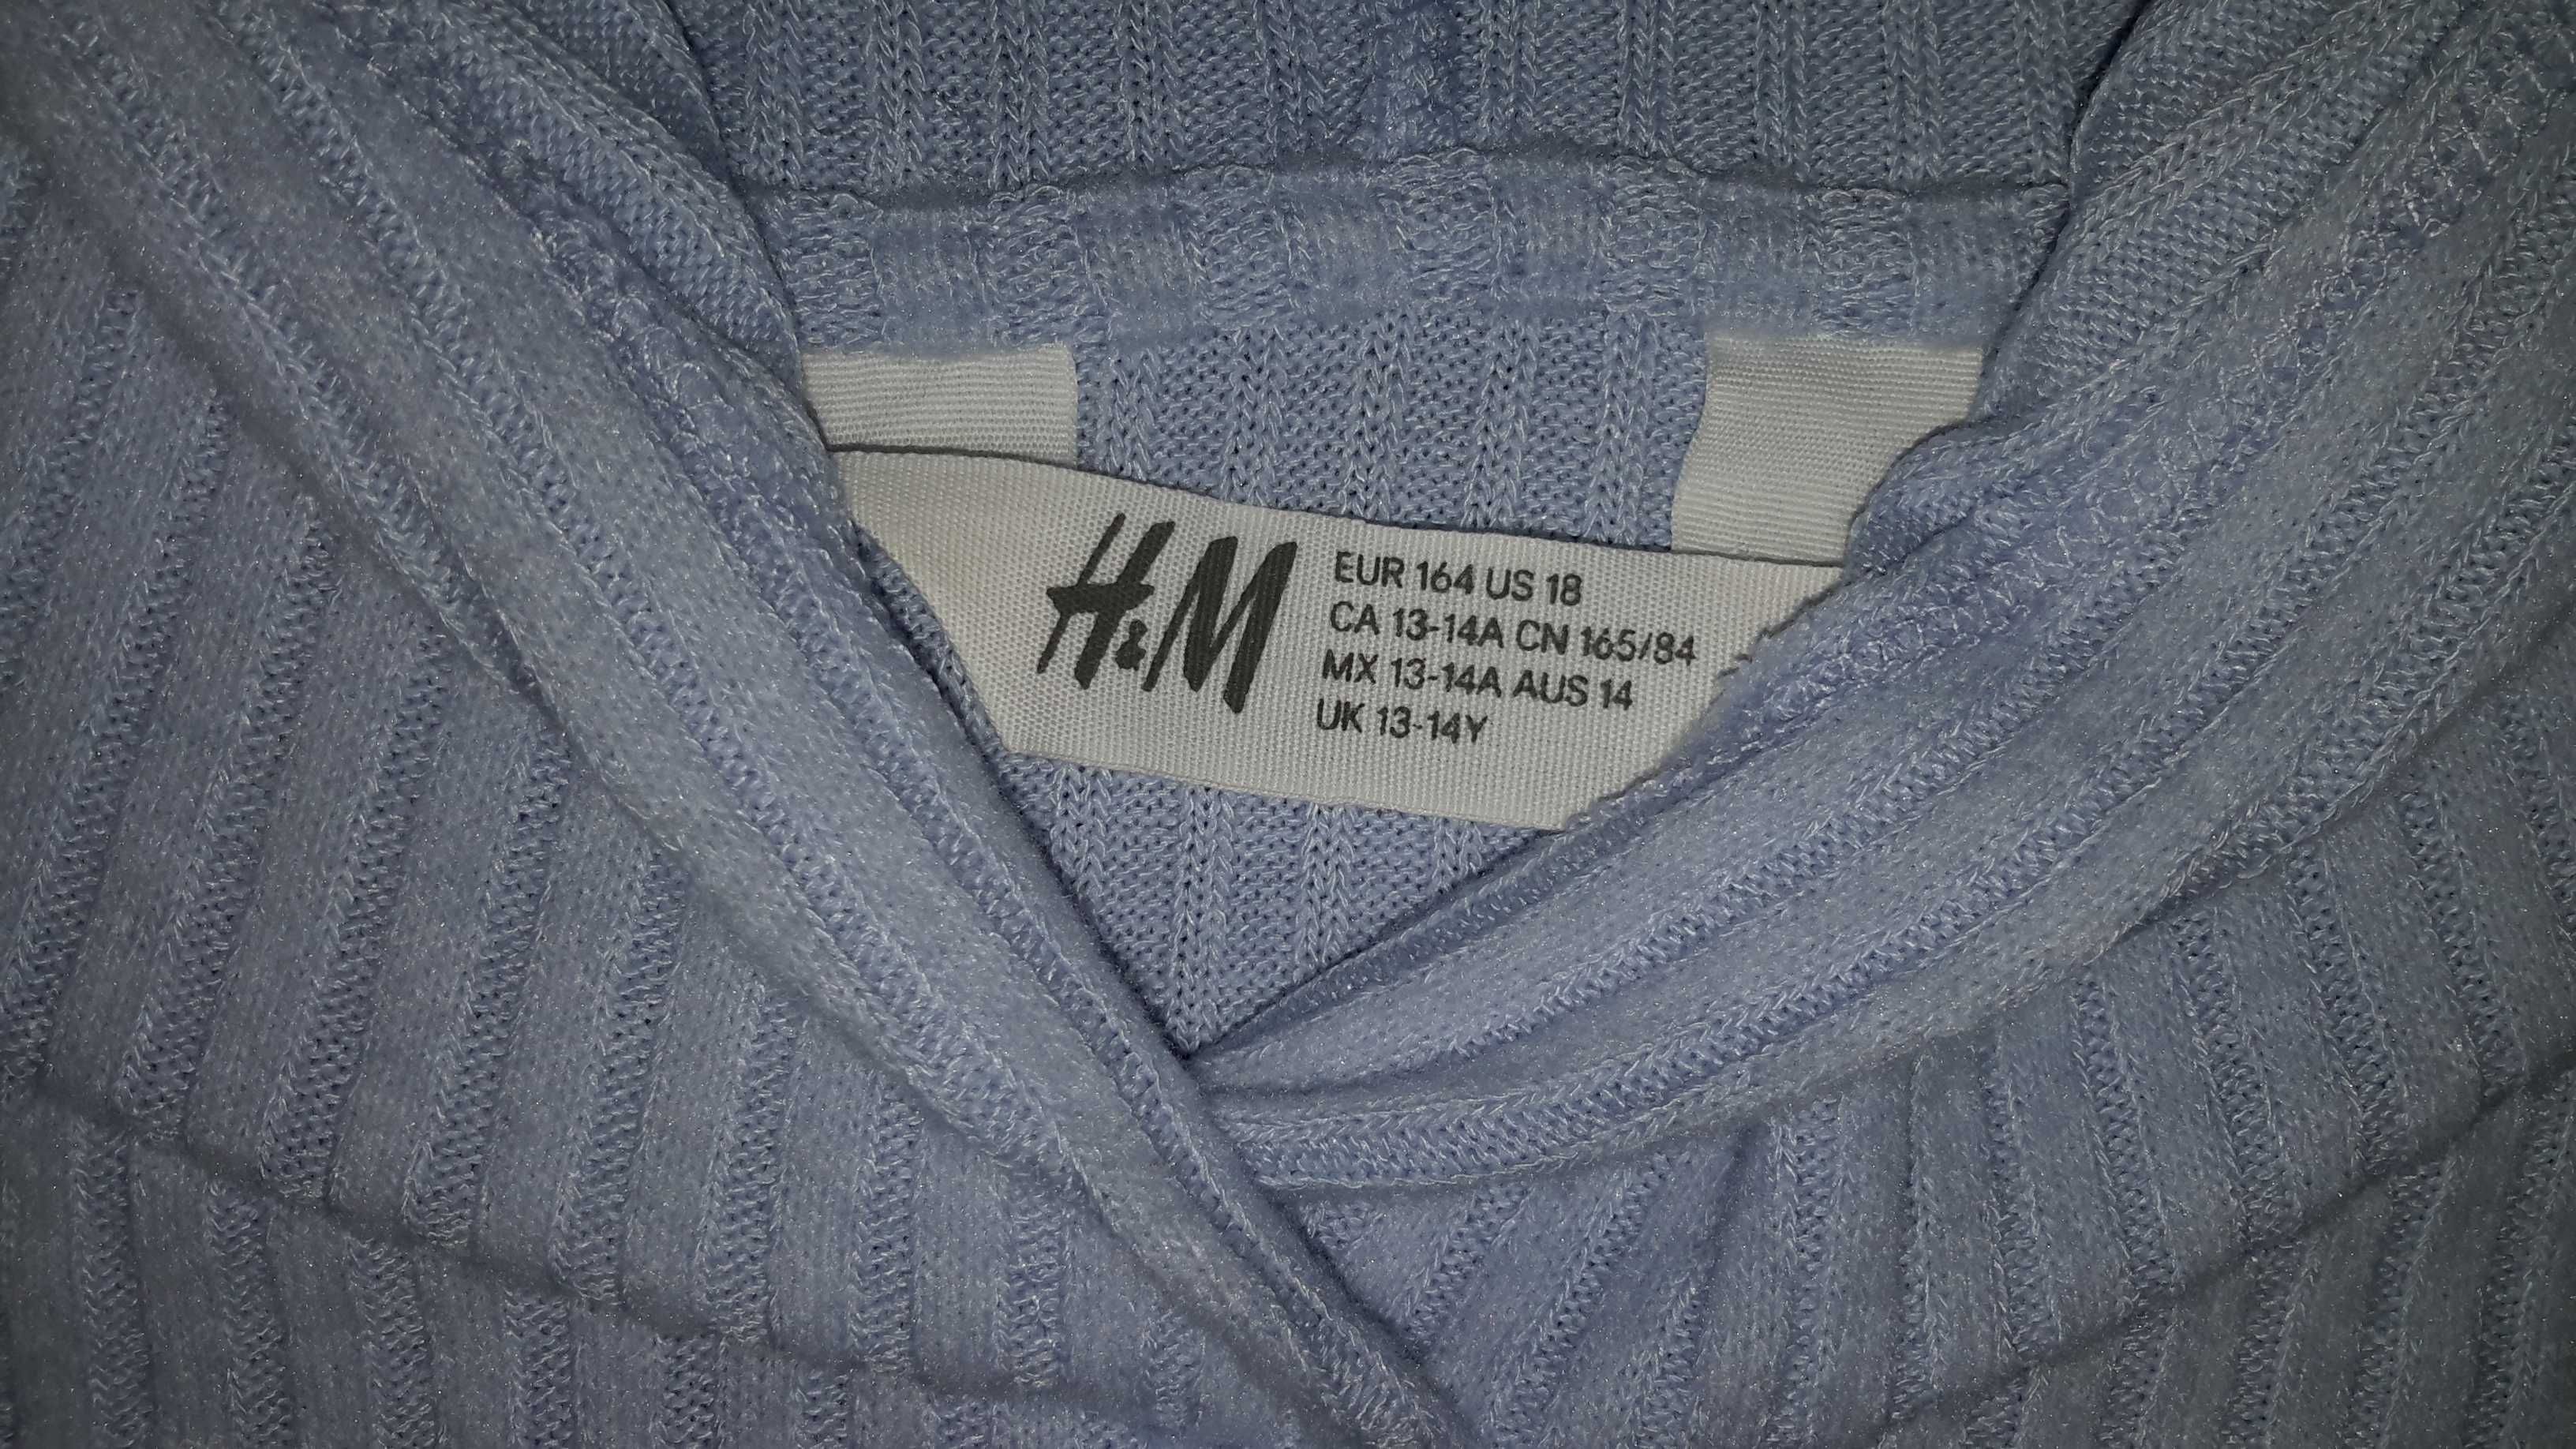 H&M
EUR 164 US 18
CA 13-14A CN 165/84
MX 13-14A AUS 14
UK 13-14Y